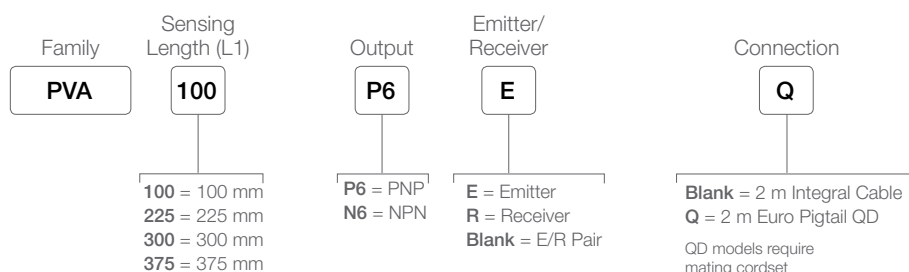 Family
Sensing
Length (L1)
Output
Emitter/
Receiver
Connection
PVA
100
P6
E
Q
100 = 100 mm
225 = 225 mm
300 = 300 mm
375 = 375 mm
P6 = PNP
N6 = NPN
E = Emitter
R = Receiver
Blank = E/R Pair
Blank = 2 m Integral Cable
Q = 2 m Euro Pigtail QD
QD models require
mating cordset